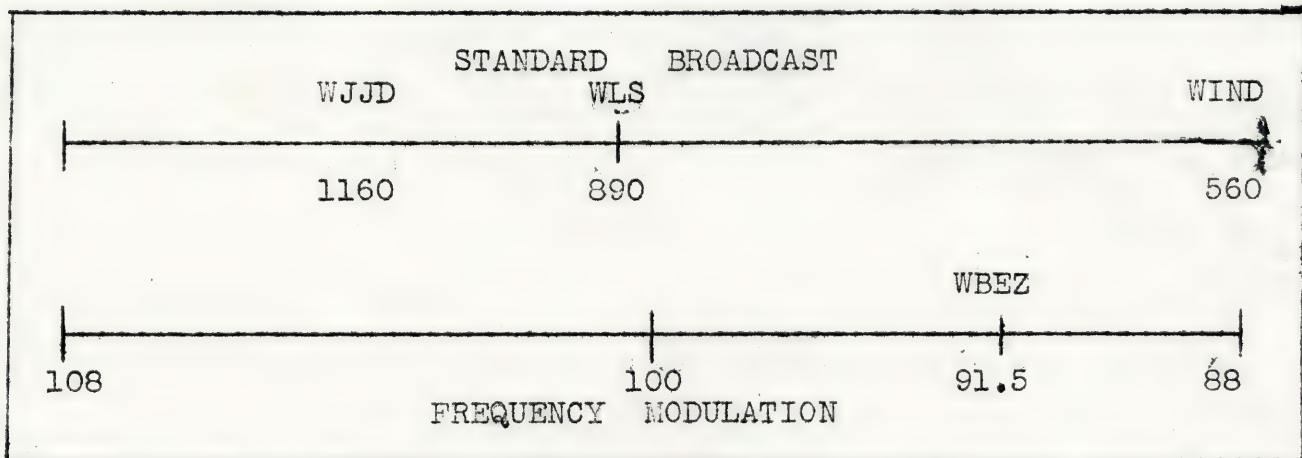 STANDARD BROADCAST
WJJD WLS WIND
1160 890 560
WBEZ
108 100 91.5 88
FREQUENCY MODULATION